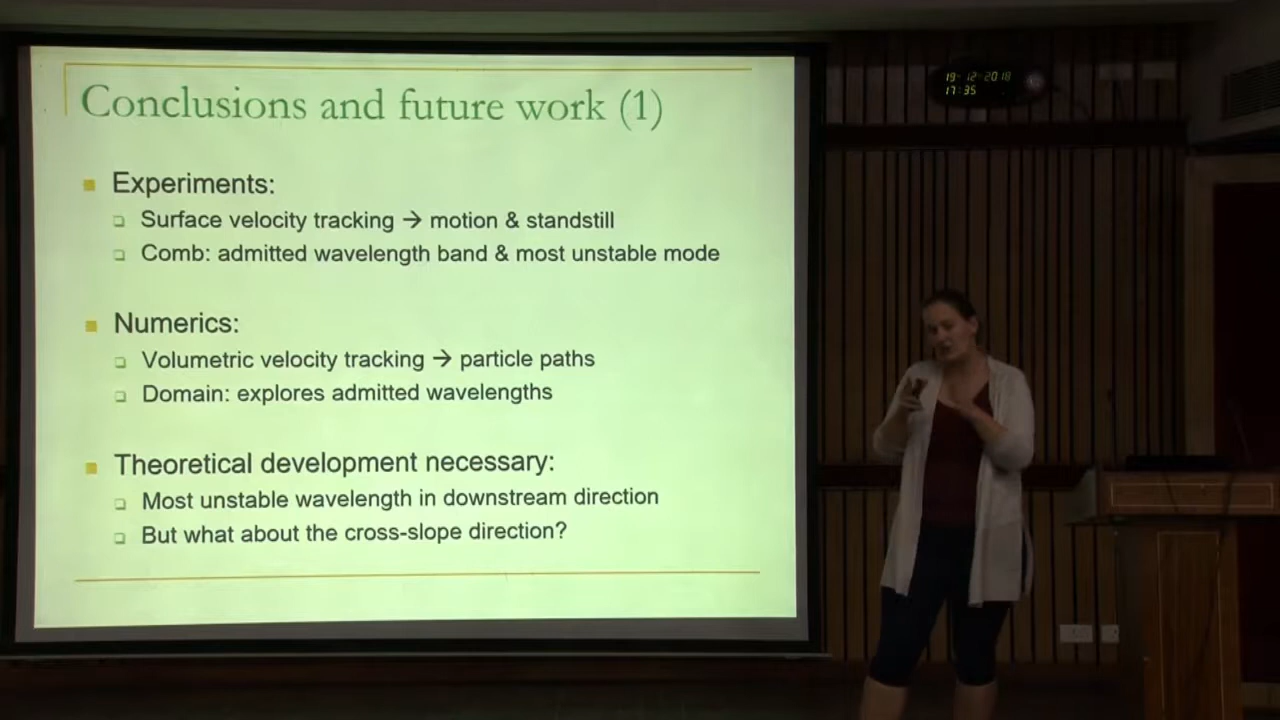 Conclusions and future work (1)
Experiments:
Surface velocity tracking → motion & standstill
Comb: admitted wavelength band & most unstable mode
Numerics:
Volumetric velocity tracking → particle paths
Domain: explores admitted wavelengths
Theoretical development necessary:
Most unstable wavelength in downstream direction
But what about the cross-slope direction?
19-12-2018
17:35